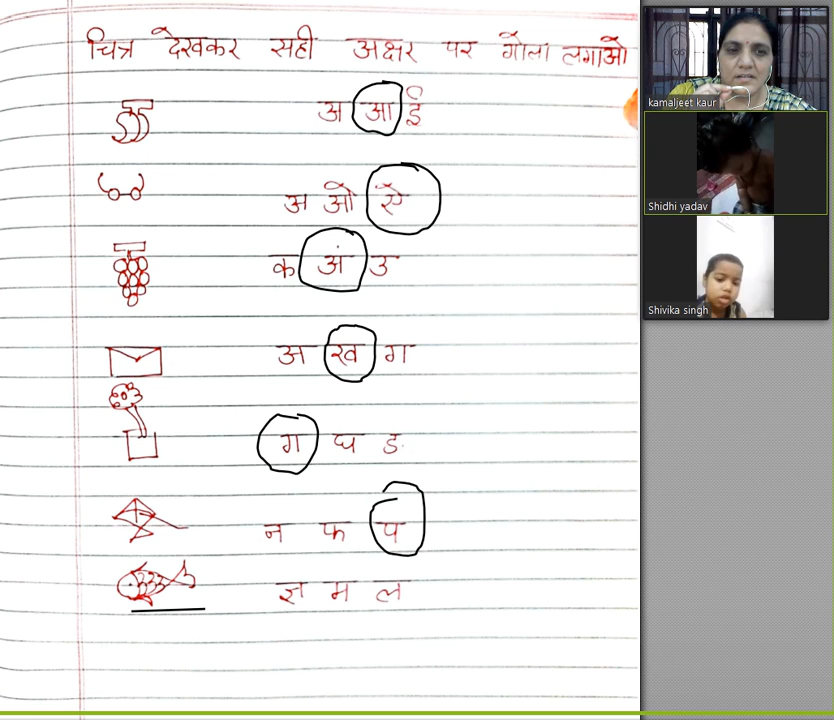 चित्र देखकर सही अक्षर पर गोला लगाओ
अ आ ई
अ ओ ऐ
क अं उ
अ ख ग
ग घ ङ
न फ प
ज्ञ म ल
kamaljeet kaur
Shidhi yadav
Shivika singh